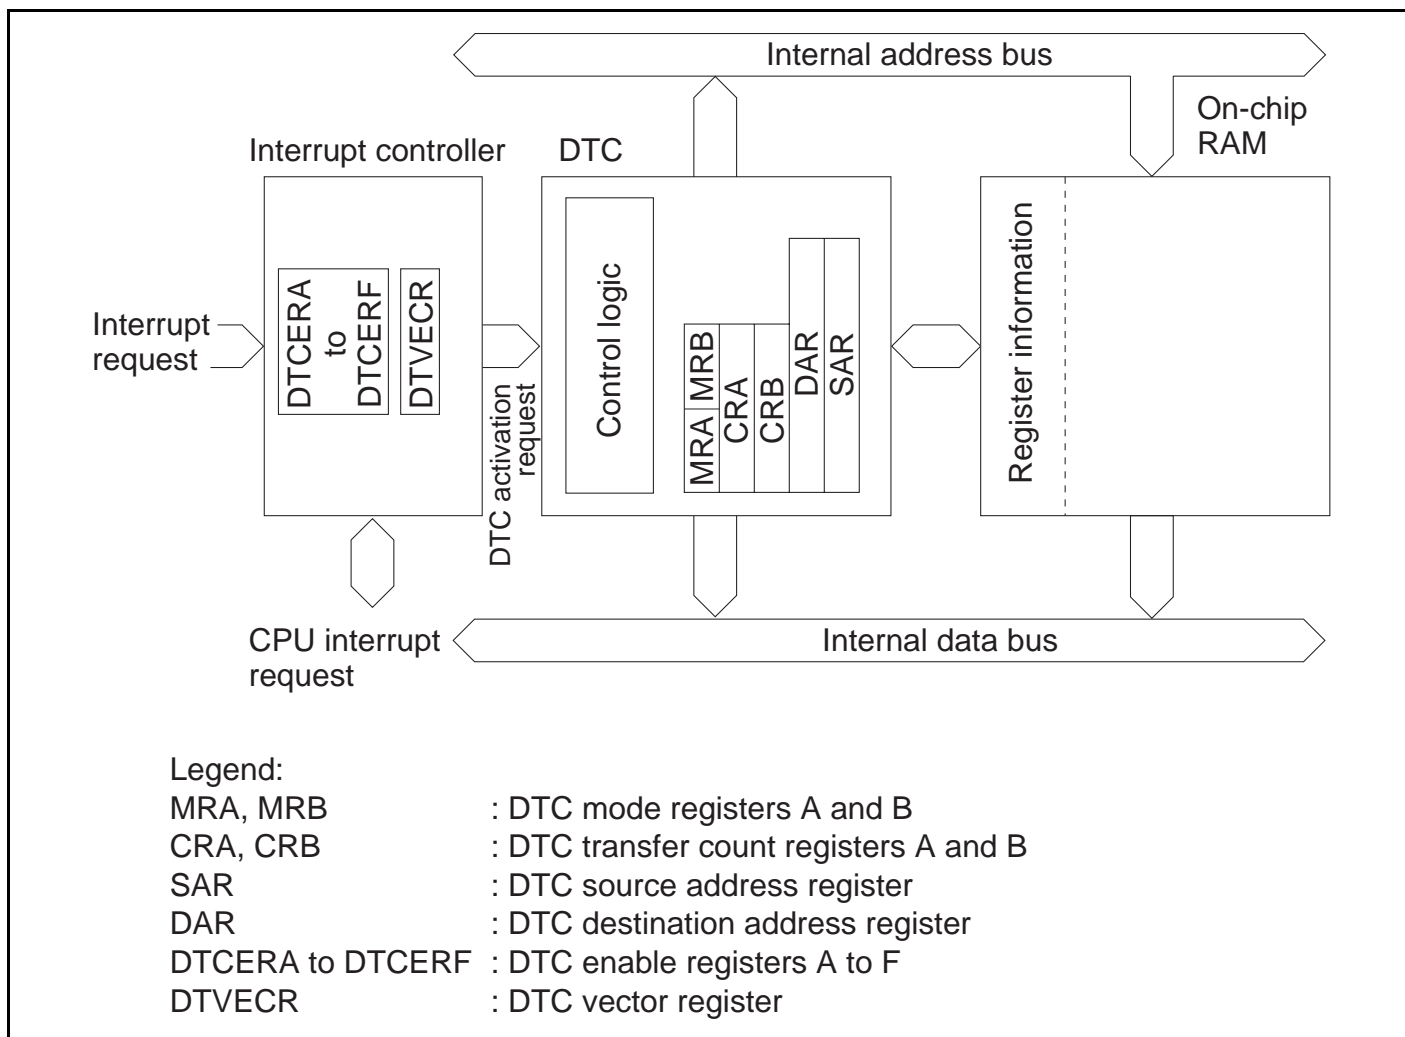 Internal address bus
On-chip
RAM
Interrupt controller
DTC
Interrupt
request
DTCERA
to
DTCERF
DTVECR
DTC activation
request
Control logic
MRA
MRB
CRA
CRB
DAR
SAR
Register information
CPU interrupt
request
Internal data bus
Legend:
MRA, MRB : DTC mode registers A and B
CRA, CRB : DTC transfer count registers A and B
SAR : DTC source address register
DAR : DTC destination address register
DTCERA to DTCERF : DTC enable registers A to F
DTVECR : DTC vector register